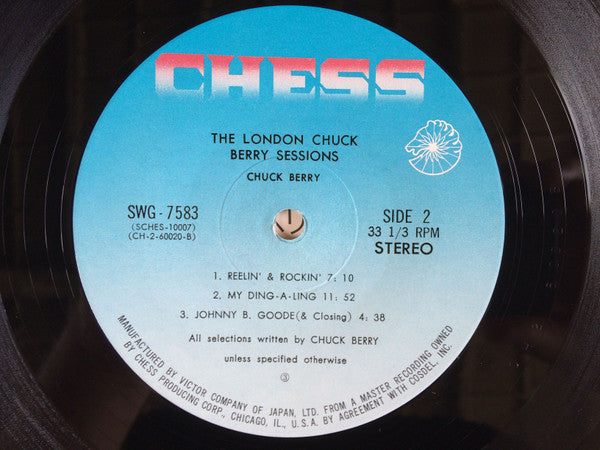 CHESS
THE LONDON CHUCK
BERRY SESSIONS
CHUCK BERRY
SWG-7583
(SCHES-10007)
(CH-2-60020-B)
SIDE 2
33 1/3 RPM
STEREO
1. REELIN' & ROCKIN' 7: 10
2. MY DING-A-LING 11: 52
3. JOHNNY B. GOODE(& Closing) 4: 38
All selections written by CHUCK BERRY
unless specified otherwise
③
MANUFACTURED BY VICTOR COMPANY OF JAPAN, LTD. FROM A MASTER RECORDING OWNED
BY CHESS PRODUCING CORP., CHICAGO, IL., U.S.A. BY AGREEMENT WITH COSDEL, INC.